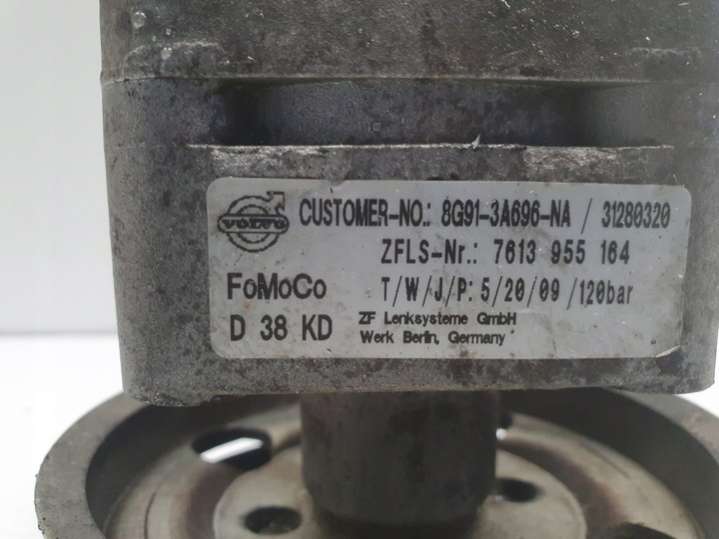 VOLVO
CUSTOMER-NO.: 8G91-3A696-NA / 31280320
ZFLS-Nr.: 7613 955 164
FoMoCo T/W/J/P: 5/20/09 /120bar
D 38 KD ZF Lenksysteme GmbH
Werk Berlin, Germany